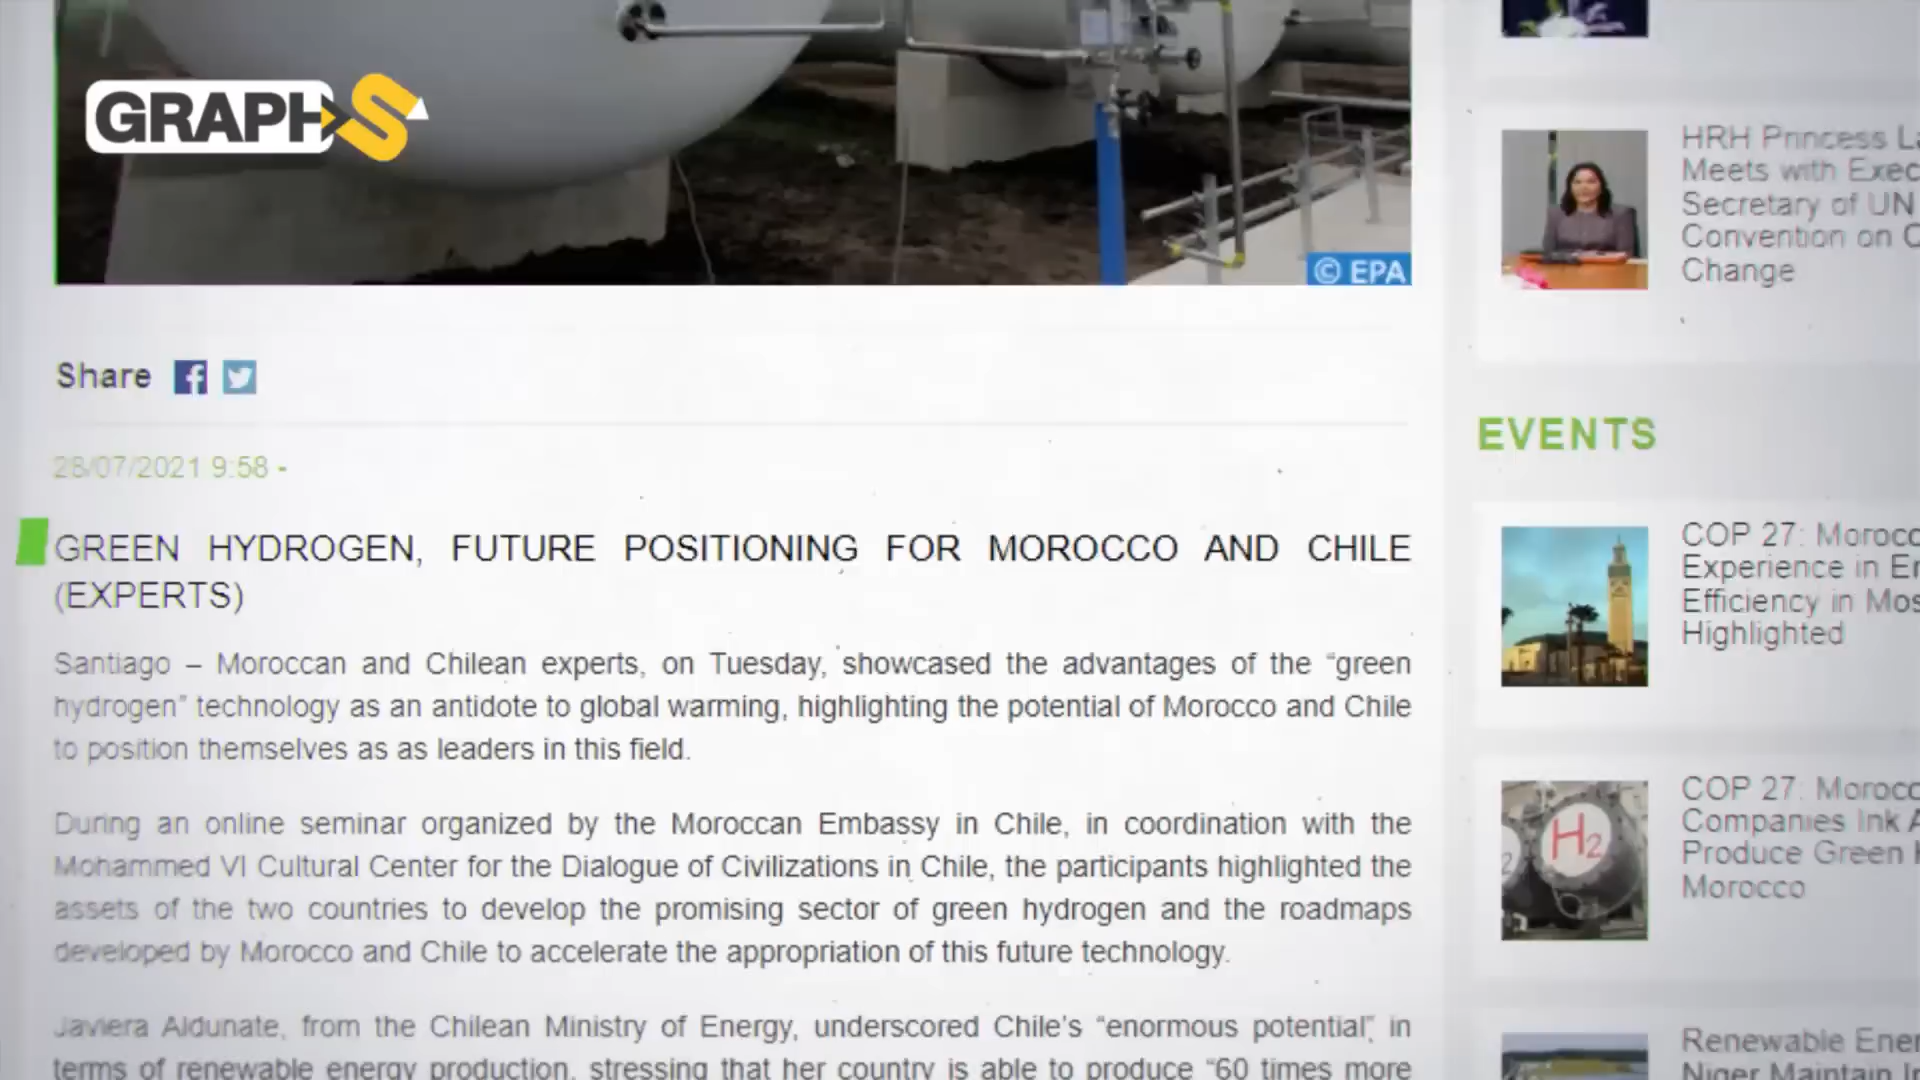 GRAPHS
© EPA
Share
28/07/2021 9:58 -
GREEN HYDROGEN, FUTURE POSITIONING FOR MOROCCO AND CHILE
(EXPERTS)
Santiago – Moroccan and Chilean experts, on Tuesday, showcased the advantages of the “green
hydrogen” technology as an antidote to global warming, highlighting the potential of Morocco and Chile
to position themselves as as leaders in this field.
During an online seminar organized by the Moroccan Embassy in Chile, in coordination with the
Mohammed VI Cultural Center for the Dialogue of Civilizations in Chile, the participants highlighted the
assets of the two countries to develop the promising sector of green hydrogen and the roadmaps
developed by Morocco and Chile to accelerate the appropriation of this future technology.
Javiera Aldunate, from the Chilean Ministry of Energy, underscored Chile’s “enormous potential”, in
terms of renewable energy production, stressing that her country is able to produce “60 times more
HRH Princess
Meets with
Secretary of UN
Convention on
Change
EVENTS
COP 27:
Experience in
Efficiency in
Highlighted
COP 27:
Companies Ink
Produce Green
Morocco
H2
Renewable
Niger Maintain